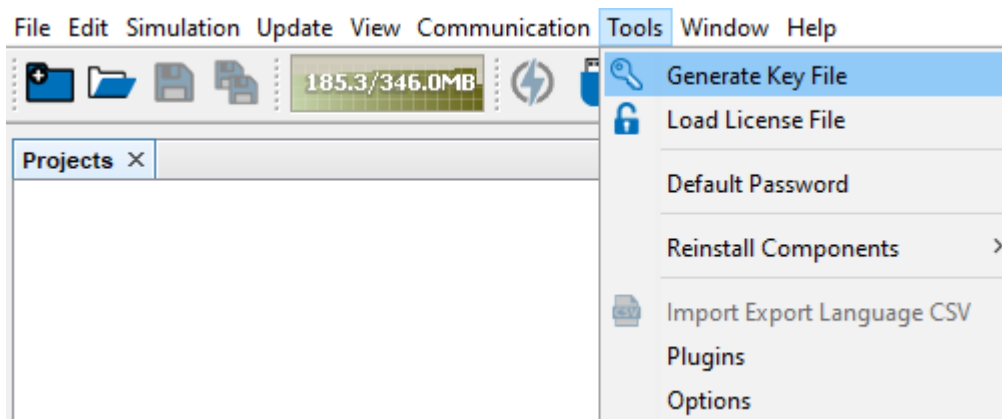 File Edit Simulation Update View Communication Tools Window Help
185.3/346.0MB
Generate Key File
Load License File
Projects
Default Password
Reinstall Components
CSV
Import Export Language CSV
Plugins
Options